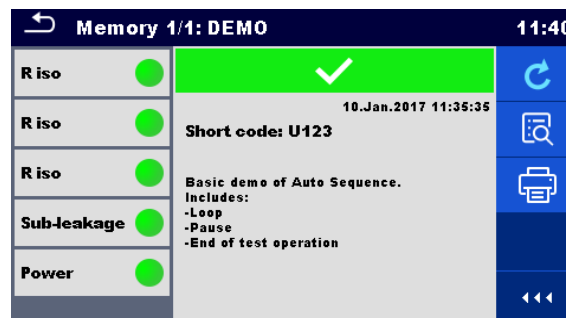 Memory 1/1: DEMO
11:40
R iso
R iso
R iso
Sub-leakage
Power
10.Jan.2017 11:35:35
Short code: U123
Basic demo of Auto Sequence.
Includes:
-Loop
-Pause
-End of test operation